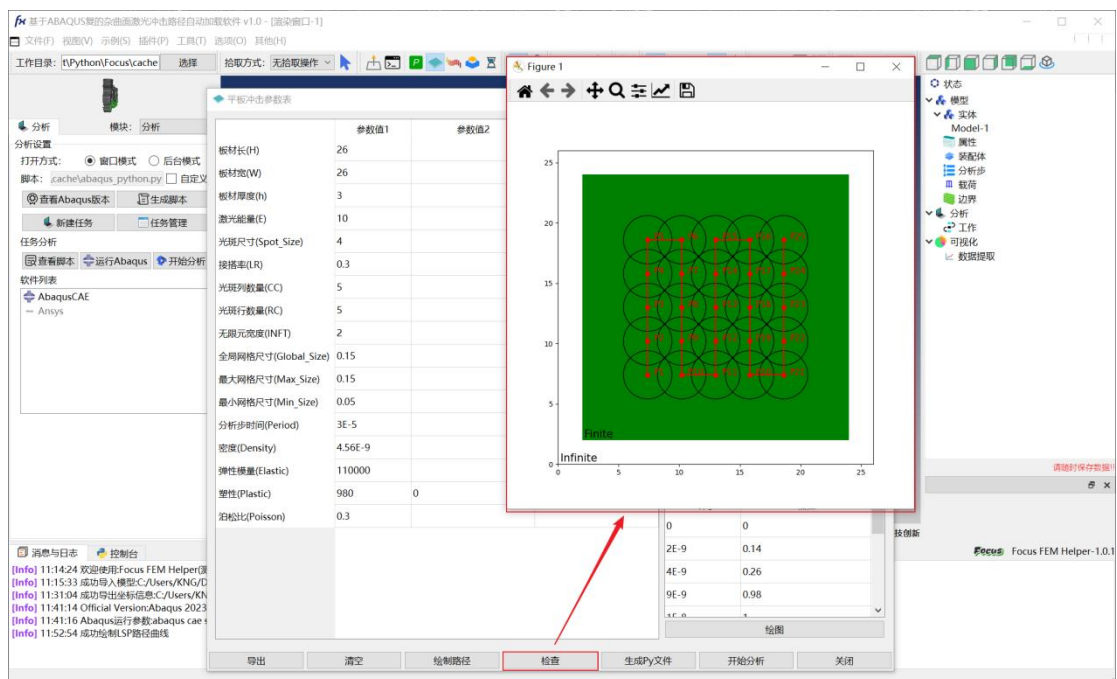 基于ABAQUS舞的杂曲面激光冲击路径自动加载软件 v1.0 - [渲染窗口-1]
文件(F) 视图(V) 示例(S) 插件(P) 工具(T) 选项(O) 其他(H)
工作目录: t\Python\Focus\cache 选择 拾取方式: 无拾取操作
分析 模块: 分析
分析设置
打开方式: 窗口模式 后台模式
脚本: .cache\abaqus_python.py 自定义
查看Abaqus版本 生成脚本
新建任务 任务管理
任务分析
查看脚本 运行Abaqus 开始分析
软件列表
AbaqusCAE
Ansys
平板冲击参数表
参数值1 参数值2
板材长(H) 26
板材宽(W) 26
板材厚度(h) 3
激光能量(E) 10
光斑尺寸(Spot_Size) 4
搭接率(LR) 0.3
光斑列数量(CC) 5
光斑行数量(RC) 5
无限元宽度(INFT) 2
全局网格尺寸(Global_Size) 0.15
最大网格尺寸(Max_Size) 0.15
最小网格尺寸(Min_Size) 0.05
分析步时间(Period) 3E-5
密度(Density) 4.56E-9
弹性模量(Elastic) 110000
塑性(Plastic) 980 0
泊松比(Poisson) 0.3
Figure 1
25
20
15
10
5
0
Finite
Infinite
0 5 10 15 20 25
0 0
2E-9 0.14
4E-9 0.26
9E-9 0.98
绘图
导出 清空 绘制路径 检查 生成Py文件 开始分析 关闭
状态
模型
实体
Model-1
属性
装配体
分析步
载荷
边界
分析
工作
可视化
数据提取
请随时保存数据!!
技创新
Focus Focus FEM Helper-1.0.1
消息与日志 控制台
[Info] 11:14:24 欢迎使用:Focus FEM Helper(测
[Info] 11:15:33 成功导入模型:C:/Users/KNG/D
[Info] 11:31:04 成功导出坐标信息:C:/Users/KN
[Info] 11:41:14 Official Version:Abaqus 2023
[Info] 11:41:16 Abaqus运行参数:abaqus cae s
[Info] 11:52:54 成功绘制LSP路径曲线